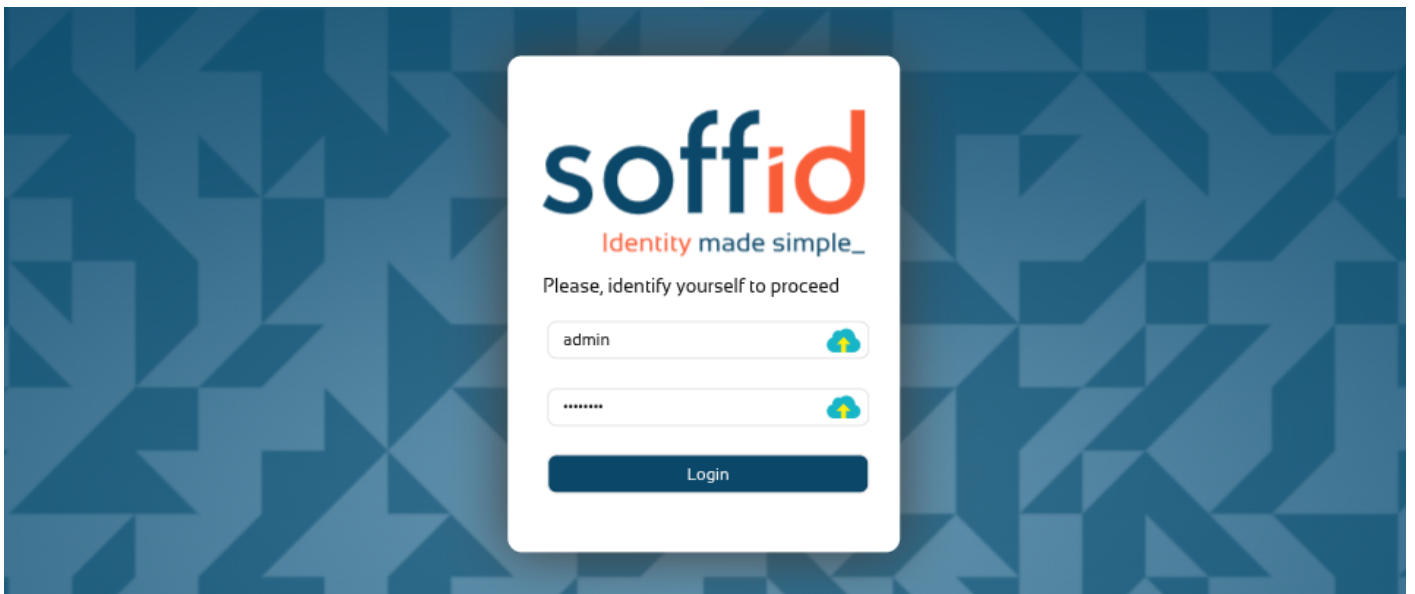 soffid
Identity made simple_
Please, identify yourself to proceed
admin
••••••••
Login